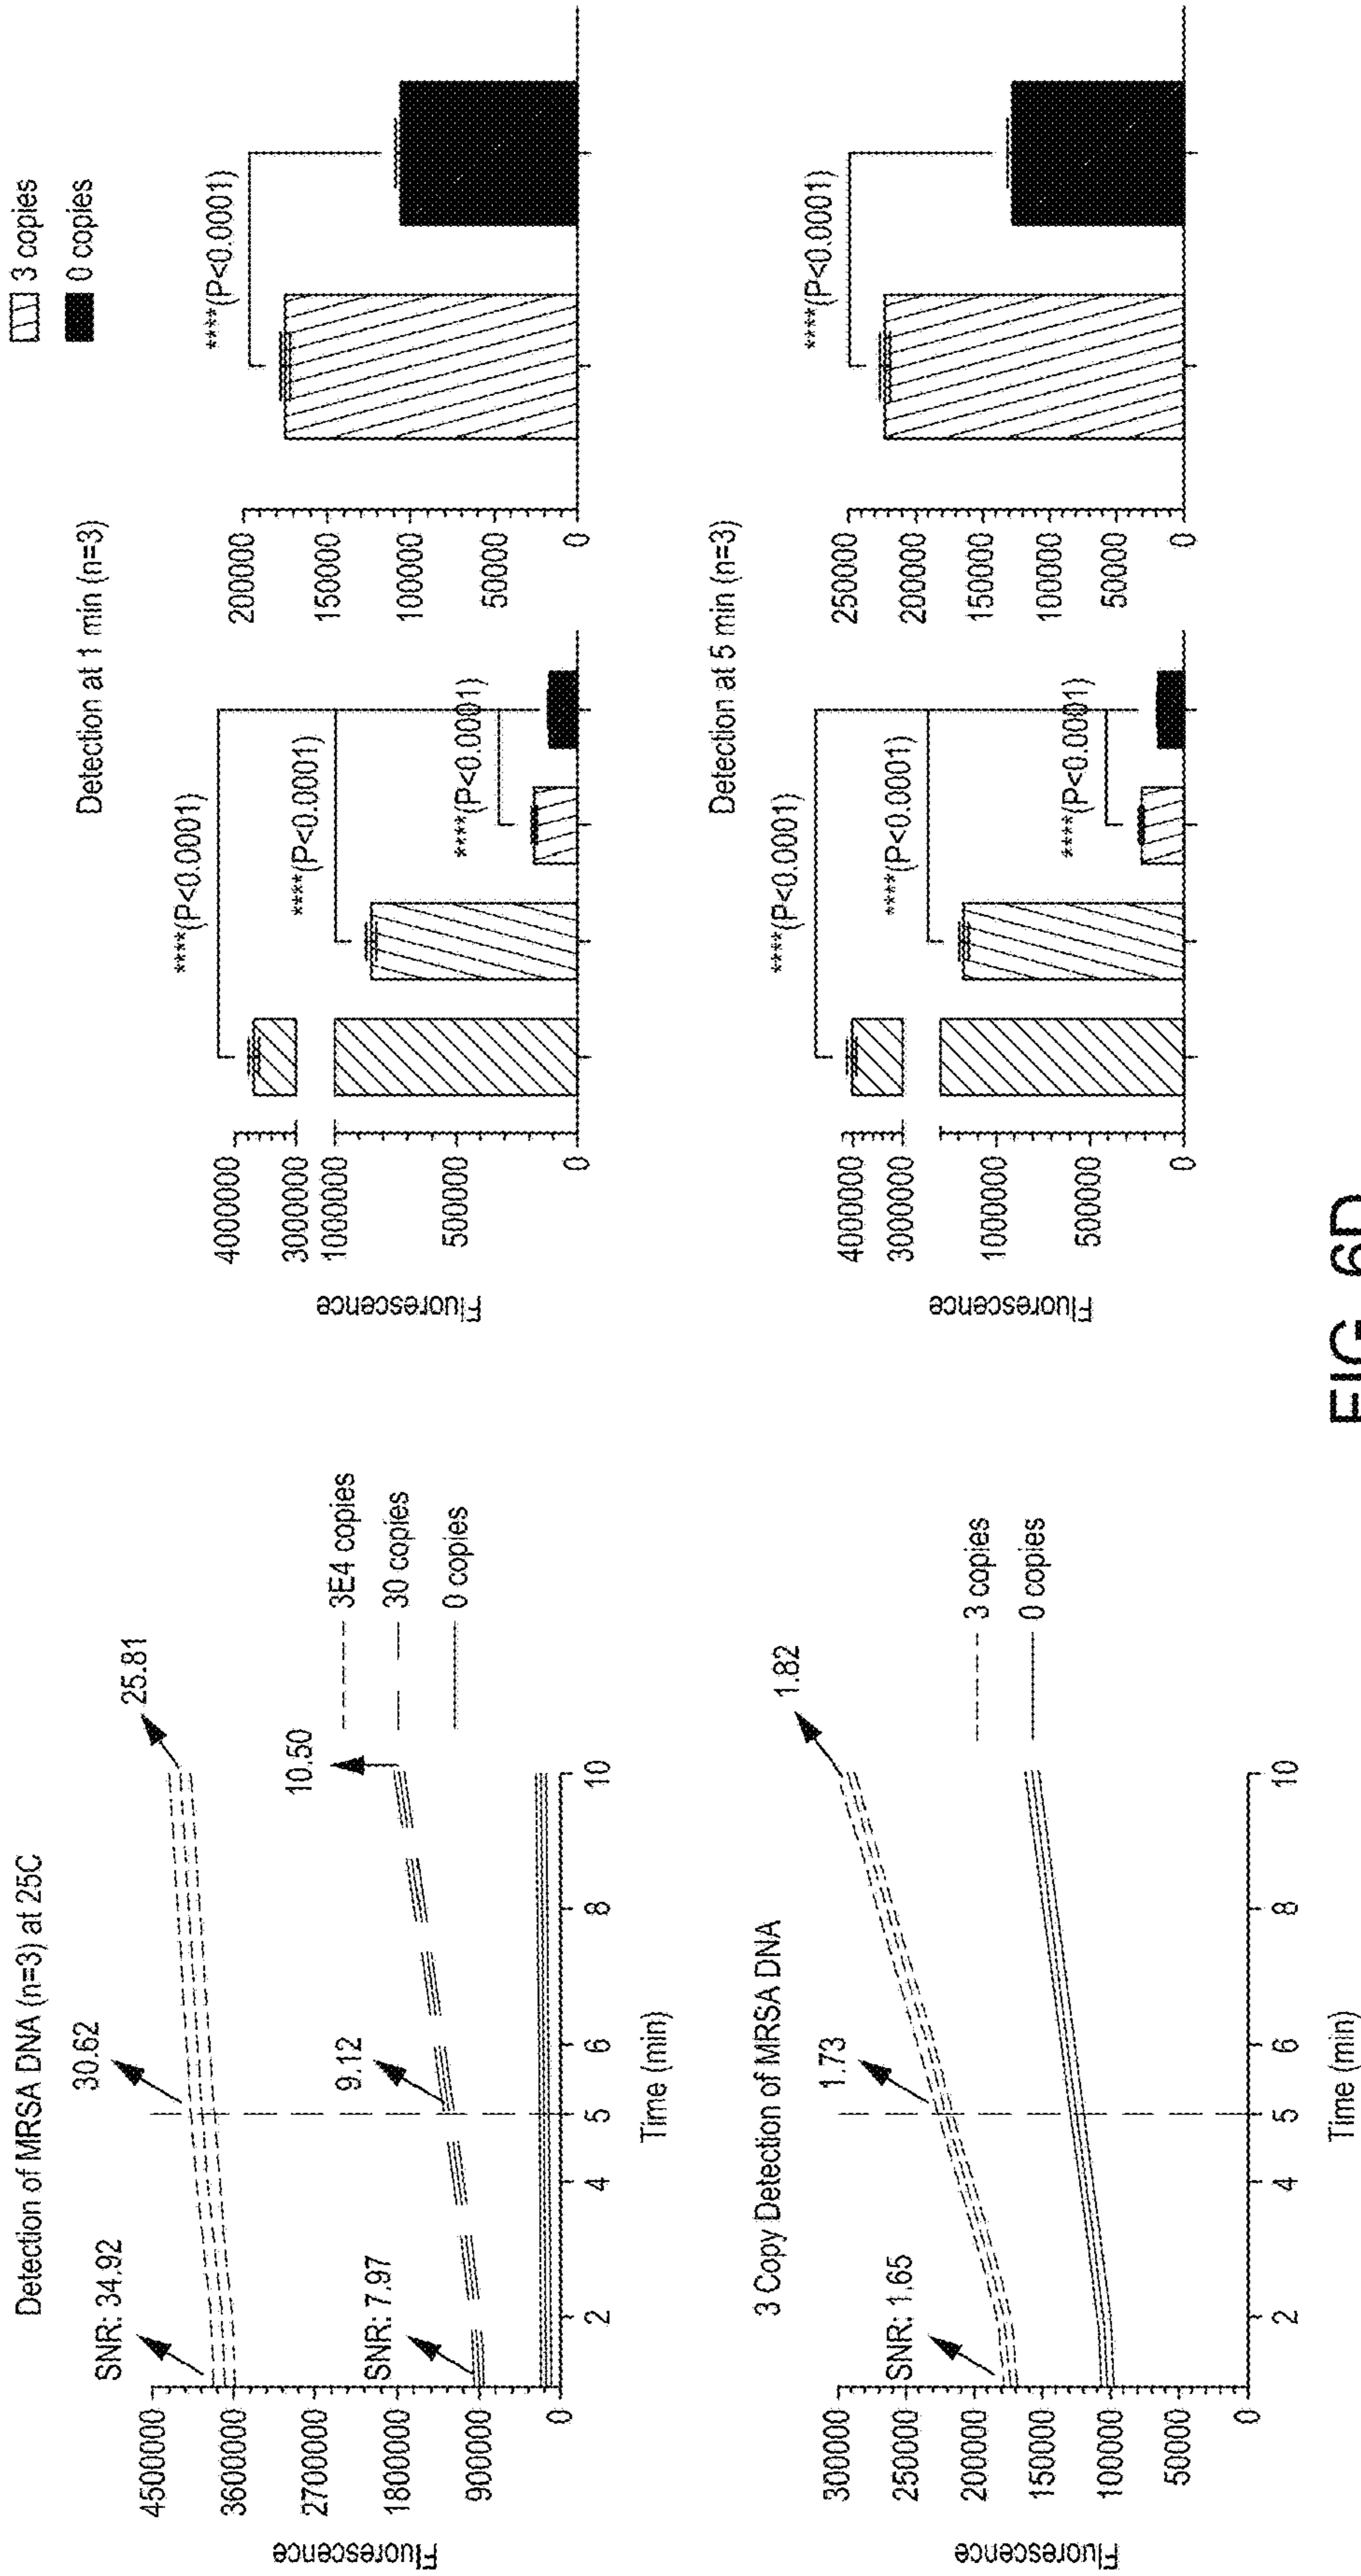 Detection of MRSA DNA (n=3) at 25C
Fluorescence
4500000
3600000
2700000
1800000
900000
0
SNR: 34.92
30.62
25.81
SNR: 7.97
9.12
10.50
2
4
5
6
8
10
Time (min)
3E4 copies
30 copies
0 copies
3 Copy Detection of MRSA DNA
Fluorescence
300000
250000
200000
150000
100000
50000
0
SNR: 1.65
1.73
1.82
2
4
5
6
8
10
Time (min)
3 copies
0 copies
3 copies
0 copies
Detection at 1 min (n=3)
Fluorescence
4000000
3000000
1000000
500000
0
****(P<0.0001)
****(P<0.0001)
****(P<0.0001)
200000
150000
100000
50000
0
****(P<0.0001)
Detection at 5 min (n=3)
Fluorescence
4000000
3000000
1000000
500000
0
****(P<0.0001)
****(P<0.0001)
****(P<0.0001)
250000
200000
150000
100000
50000
0
****(P<0.0001)
FIG. 6D